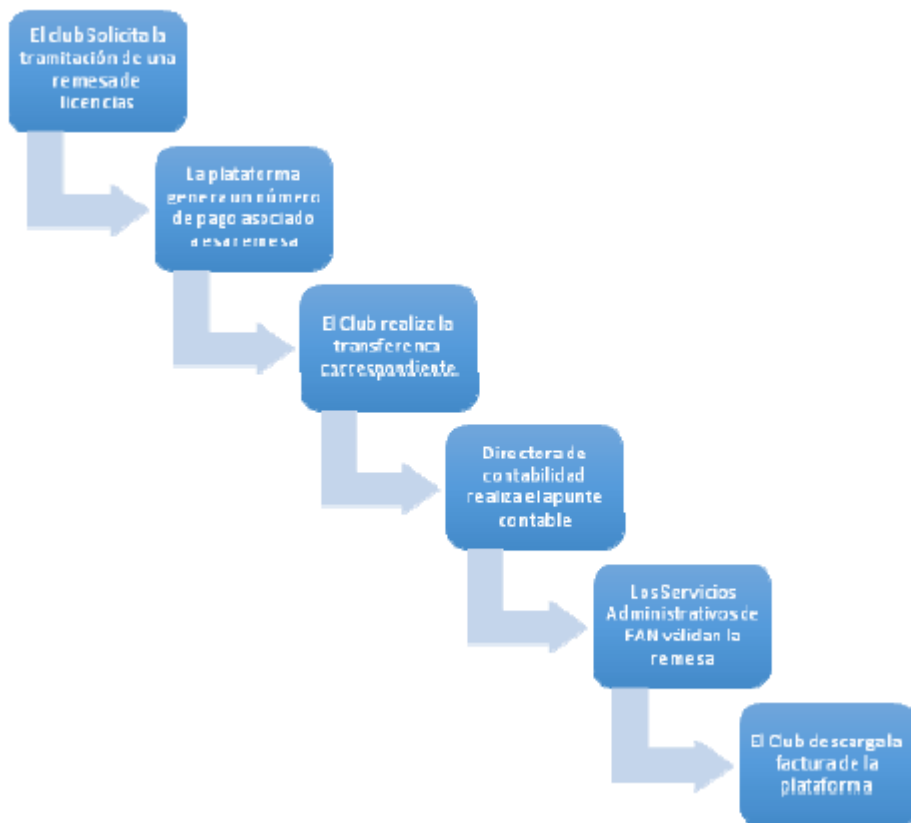 El club Solicita la
tramitación de una
remesa de
licencias
La plataforma
genera un número
de pago asociado
a esa remesa
El Club realiza la
transferenca
correspondiente
Directora de
contabilidad
realiza el apunte
contable
Los Servicios
Administrativos de
FAN válidan la
remesa
El Club descarga la
factura de la
plataforma